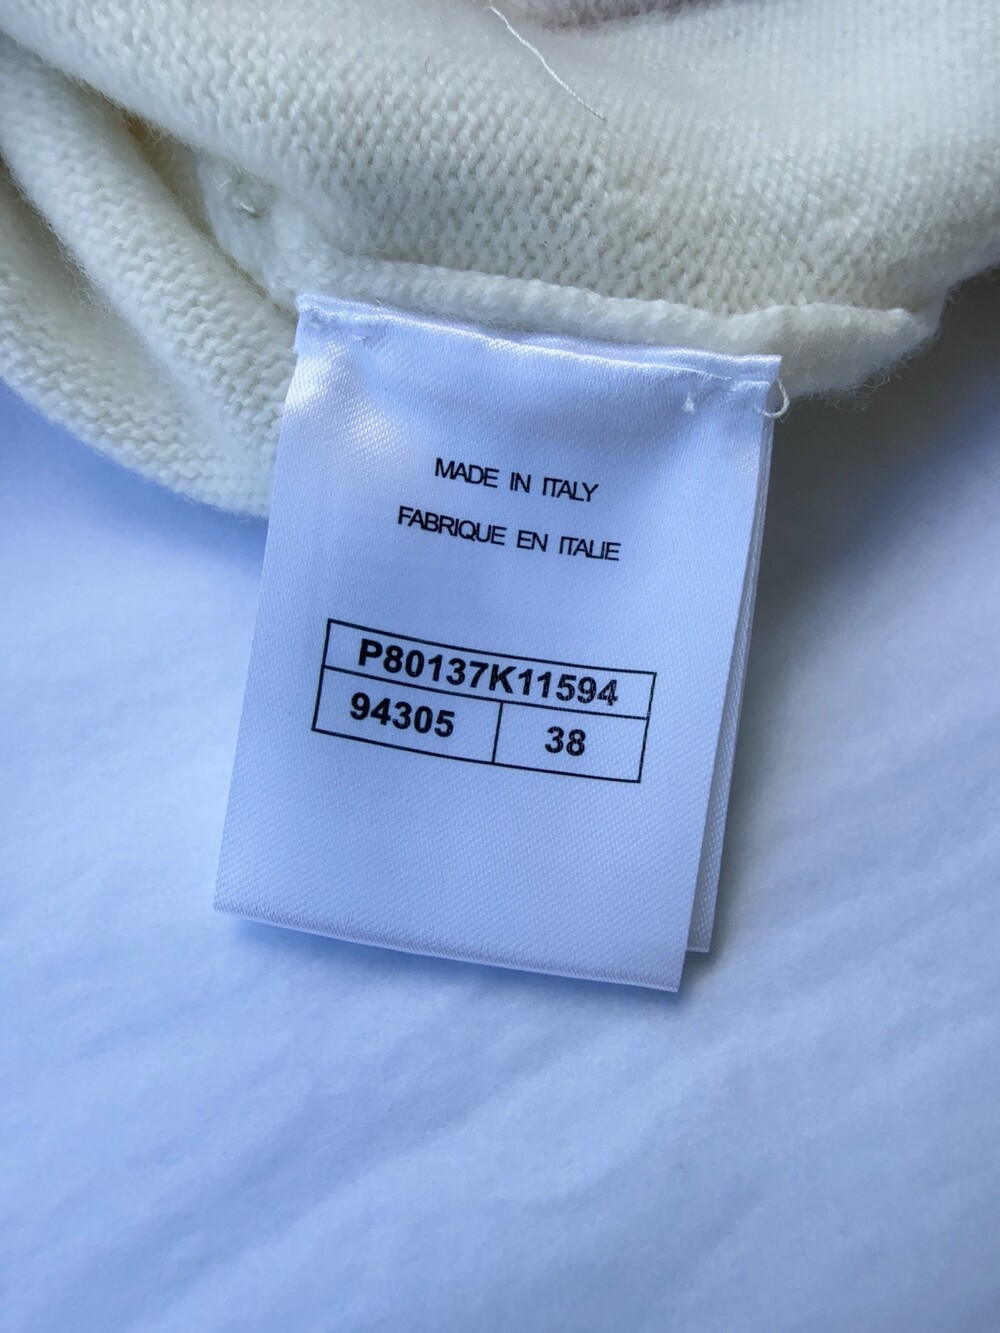 MADE IN ITALY
FABRIQUE EN ITALIE
P80137K11594
94305 38